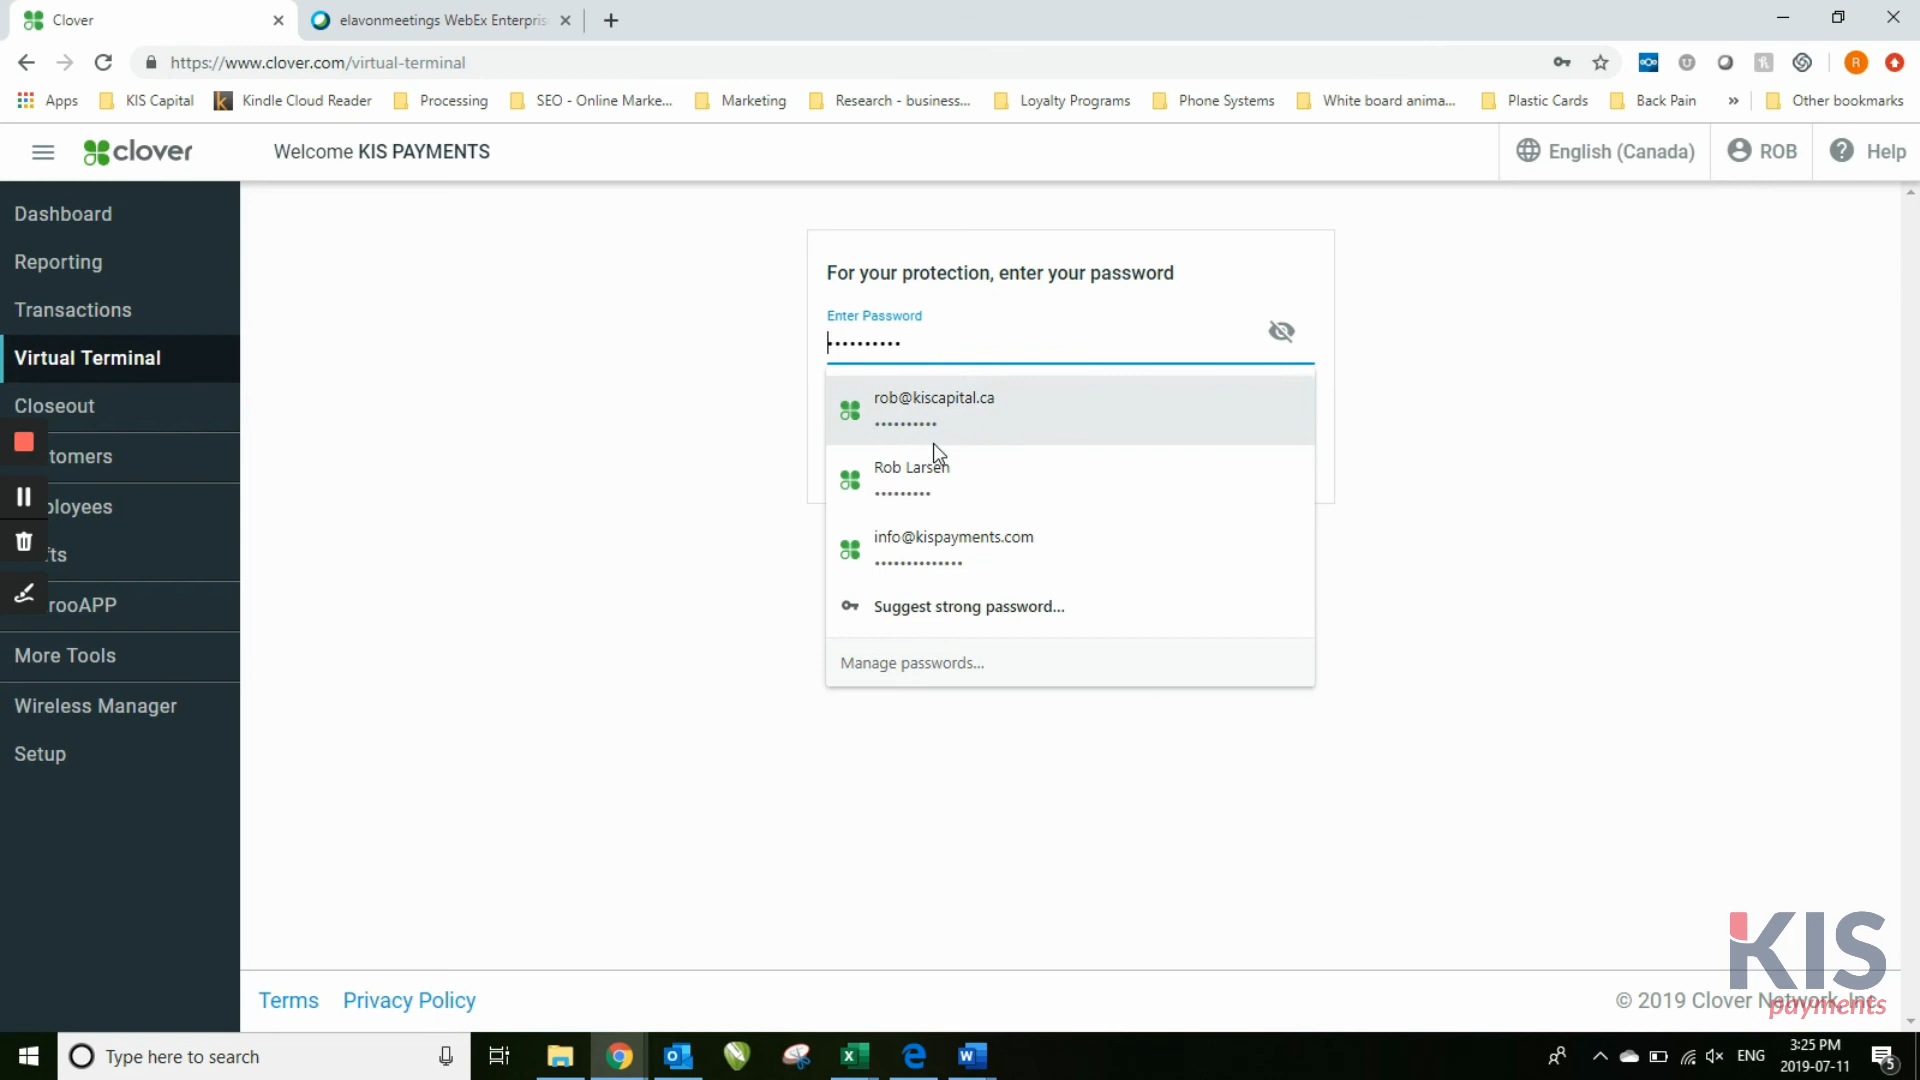 Clover
elavonmeetings WebEx Enterpris
https://www.clover.com/virtual-terminal
R
Apps
KIS Capital
Kindle Cloud Reader
Processing
SEO - Online Marke...
Marketing
Research - business...
Loyalty Programs
Phone Systems
White board anima...
Plastic Cards
Back Pain
»
Other bookmarks
clover
Welcome KIS PAYMENTS
English (Canada)
ROB
Help
Dashboard
Reporting
Transactions
Virtual Terminal
Closeout
tomers
ployees
fts
rooAPP
More Tools
Wireless Manager
Setup
For your protection, enter your password
Enter Password
••••••••••
rob@kiscapital.ca
••••••••••
Rob Larsen
•••••••••
info@kispayments.com
••••••••••••••
Suggest strong password...
Manage passwords...
Terms
Privacy Policy
© 2019 Clover Network, Inc.
KIS
payments
Type here to search
ENG
3:25 PM
2019-07-11
5